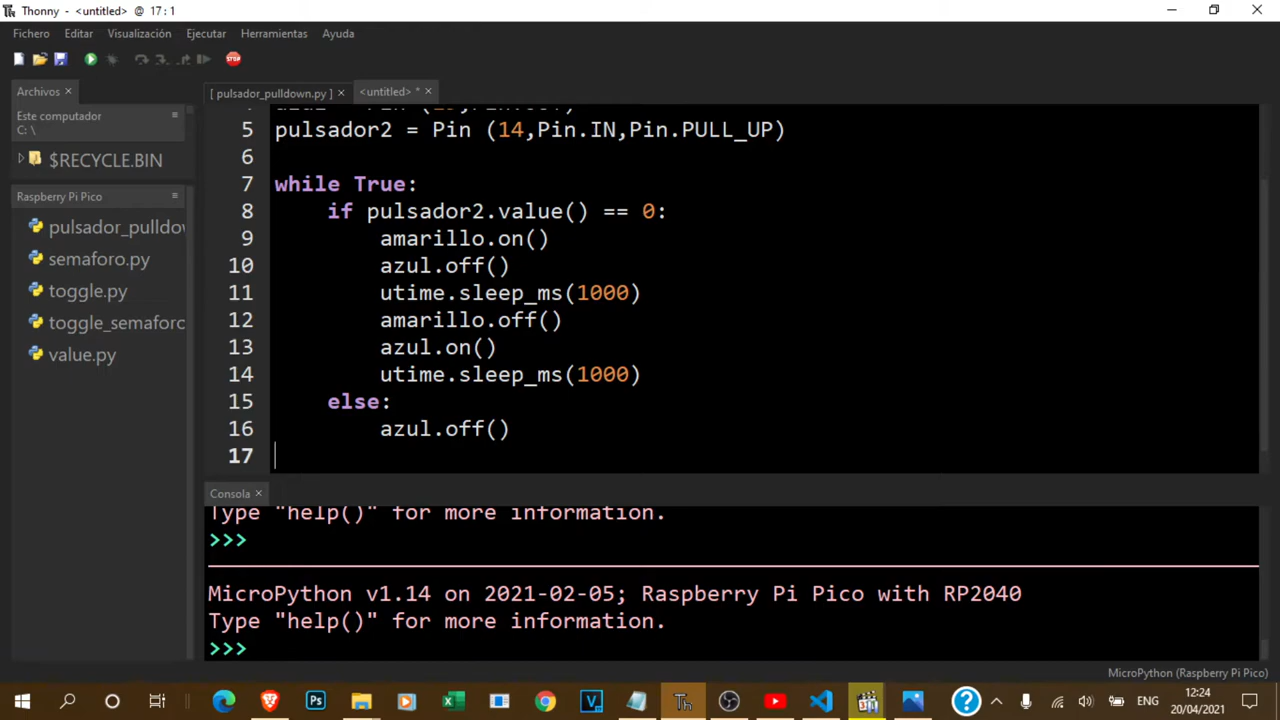 Thonny - <untitled> @ 17 : 1
Fichero Editar Visualización Ejecutar Herramientas Ayuda
STOP
Archivos × [ pulsador_pulldown.py ] × <untitled> * ×
Este computador
C: \
$RECYCLE.BIN
Raspberry Pi Pico
pulsador_pulldov
semaforo.py
toggle.py
toggle_semaforo
value.py
5 pulsador2 = Pin (14,Pin.IN,Pin.PULL_UP)
6
7 while True:
8 if pulsador2.value() == 0:
9 amarillo.on()
10 azul.off()
11 utime.sleep_ms(1000)
12 amarillo.off()
13 azul.on()
14 utime.sleep_ms(1000)
15 else:
16 azul.off()
17
Consola ×
Type "help()" for more information.
>>>
MicroPython v1.14 on 2021-02-05; Raspberry Pi Pico with RP2040
Type "help()" for more information.
>>>
MicroPython (Raspberry Pi Pico)
Ps Th ENG 12:24
20/04/2021